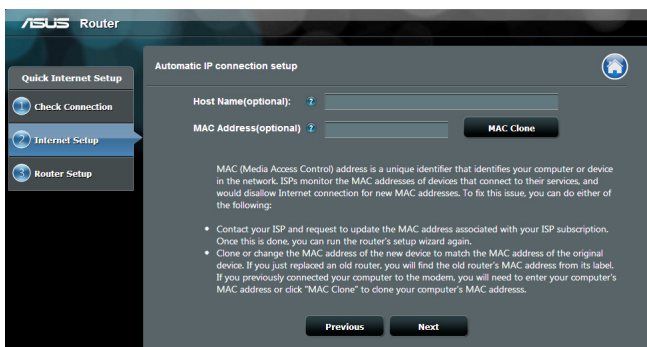 ASUS Router
Quick Internet Setup
1 Check Connection
2 Internet Setup
3 Router Setup
Automatic IP connection setup
Host Name(optional): ?
MAC Address(optional) ? MAC Clone
MAC (Media Access Control) address is a unique identifier that identifies your computer or device
in the network. ISPs monitor the MAC addresses of devices that connect to their services, and
would disallow Internet connection for new MAC addresses. To fix this issue, you can do either of
the following:
• Contact your ISP and request to update the MAC address associated with your ISP subscription.
Once this is done, you can run the router's setup wizard again.
• Clone or change the MAC address of the new device to match the MAC address of the original
device. If you just replaced an old router, you will find the old router's MAC address from its label.
If you previously connected your computer to the modem, you will need to enter your computer's
MAC address or click "MAC Clone" to clone your computer's MAC addresss.
Previous Next